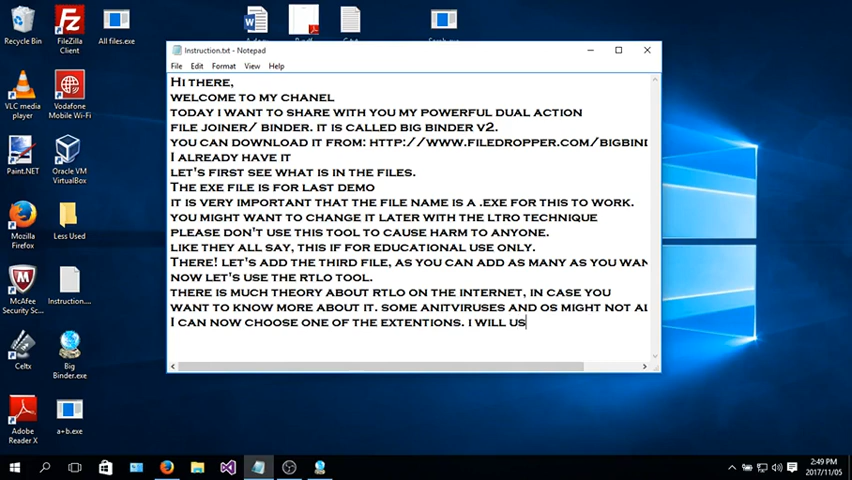 Recycle Bin
FileZilla Client
All files.exe
Instruction.txt - Notepad
File Edit Format View Help
Hi there,
WELCOME TO MY CHANEL
TODAY I WANT TO SHARE WITH YOU MY POWERFUL DUAL ACTION
FILE JOINER/ BINDER. IT IS CALLED BIG BINDER V2.
YOU CAN DOWNLOAD IT FROM: HTTP://WWW.FILEDROPPER.COM/BIGBIND
I ALREADY HAVE IT
LET'S FIRST SEE WHAT IS IN THE FILES.
THE EXE FILE IS FOR LAST DEMO
IT IS VERY IMPORTANT THAT THE FILE NAME IS A .EXE FOR THIS TO WORK.
YOU MIGHT WANT TO CHANGE IT LATER WITH THE LTRO TECHNIQUE
PLEASE DON'T USE THIS TOOL TO CAUSE HARM TO ANYONE.
LIKE THEY ALL SAY, THIS IF FOR EDUCATIONAL USE ONLY.
THERE! LET'S ADD THE THIRD FILE, AS YOU CAN ADD AS MANY AS YOU WAN
NOW LET'S USE THE RTLO TOOL.
THERE IS MUCH THEORY ABOUT RTLO ON THE INTERNET, IN CASE YOU
WANT TO KNOW MORE ABOUT IT. SOME ANITVIRUSES AND OS MIGHT NOT AL
I CAN NOW CHOOSE ONE OF THE EXTENTIONS. I WILL US
VLC media player
Vodafone Mobile Wi-Fi
Paint.NET
Oracle VM VirtualBox
Mozilla Firefox
Less Used
McAfee Security Sc...
Instruction....
Celtx
Big Binder.exe
Adobe Reader X
a+b.exe
2:49 PM
2017/11/05